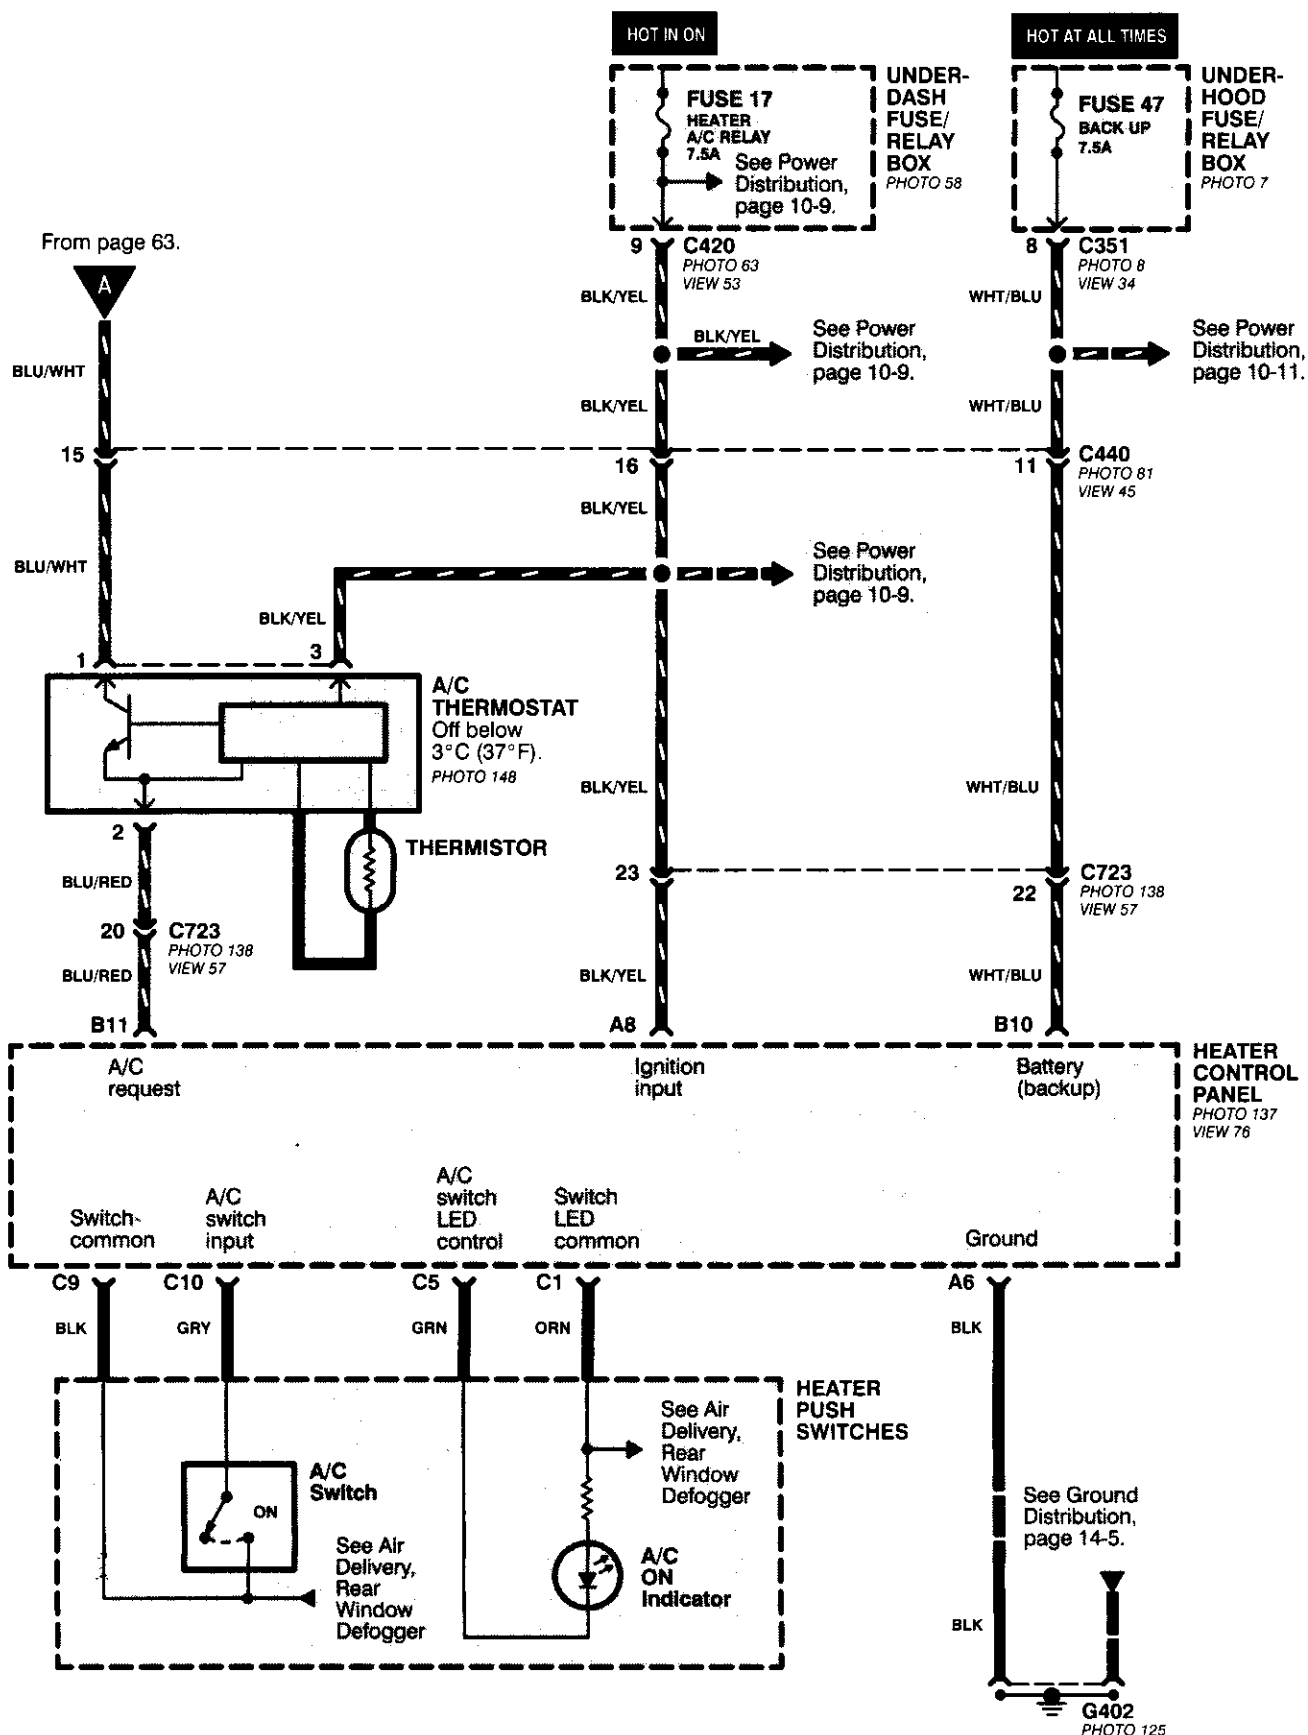 HOT IN ON
HOT AT ALL TIMES
FUSE 17
HEATER
A/C RELAY
7.5A
See Power
Distribution,
page 10-9.
UNDER-
DASH
FUSE/
RELAY
BOX
PHOTO 58
FUSE 47
BACK UP
7.5A
UNDER-
HOOD
FUSE/
RELAY
BOX
PHOTO 7
From page 63.
A
9
C420
PHOTO 63
VIEW 53
8
C351
PHOTO 8
VIEW 34
BLK/YEL
WHT/BLU
BLK/YEL
See Power
Distribution,
page 10-9.
See Power
Distribution,
page 10-11.
BLU/WHT
BLK/YEL
WHT/BLU
15
16
11
C440
PHOTO 81
VIEW 45
BLK/YEL
BLU/WHT
See Power
Distribution,
page 10-9.
BLK/YEL
1
3
A/C
THERMOSTAT
Off below
3°C (37°F).
PHOTO 148
BLK/YEL
WHT/BLU
2
THERMISTOR
BLU/RED
23
22
C723
PHOTO 138
VIEW 57
20
C723
PHOTO 138
VIEW 57
BLU/RED
BLK/YEL
WHT/BLU
B11
A8
B10
A/C
request
Ignition
input
Battery
(backup)
HEATER
CONTROL
PANEL
PHOTO 137
VIEW 76
Switch
common
A/C
switch
input
A/C
switch
LED
control
Switch
LED
common
Ground
C9
C10
C5
C1
A6
BLK
GRY
GRN
ORN
BLK
HEATER
PUSH
SWITCHES
See Air
Delivery,
Rear
Window
Defogger
A/C
Switch
ON
See Air
Delivery,
Rear
Window
Defogger
A/C
ON
Indicator
See Ground
Distribution,
page 14-5.
BLK
G402
PHOTO 125